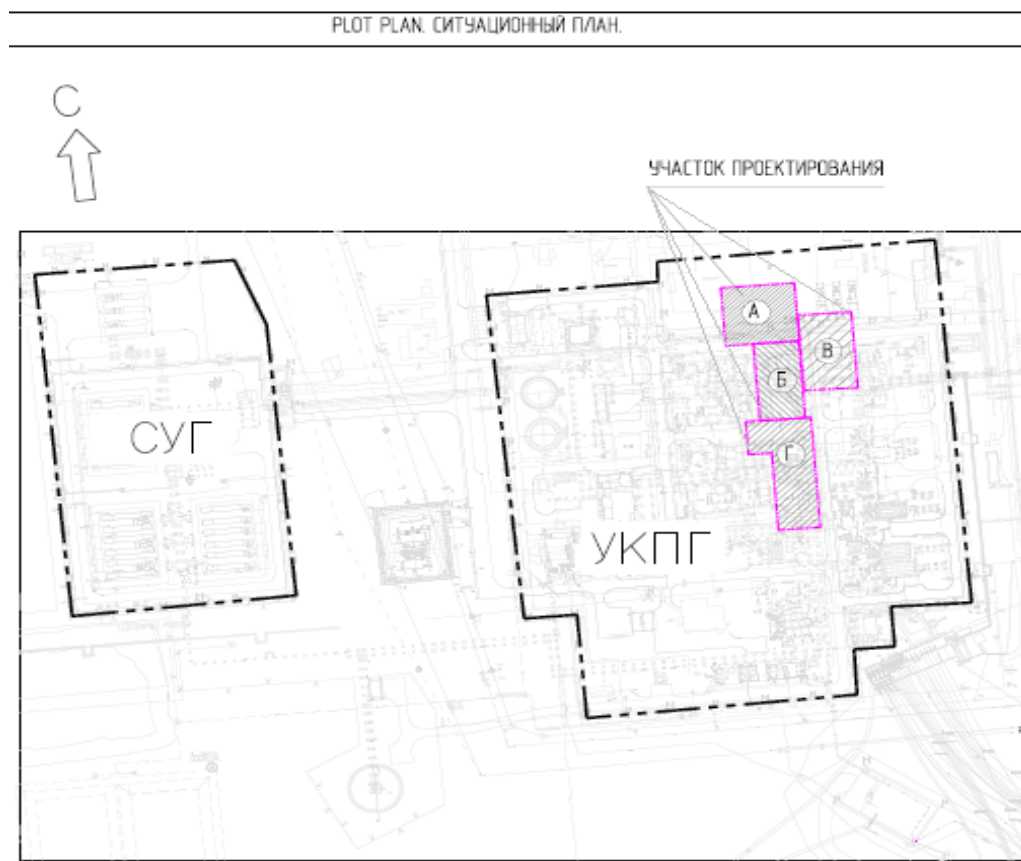 PLOT PLAN. СИТУАЦИОННЫЙ ПЛАН.
С
УЧАСТОК ПРОЕКТИРОВАНИЯ
А
В
Б
СУГ
Г
УКПГ